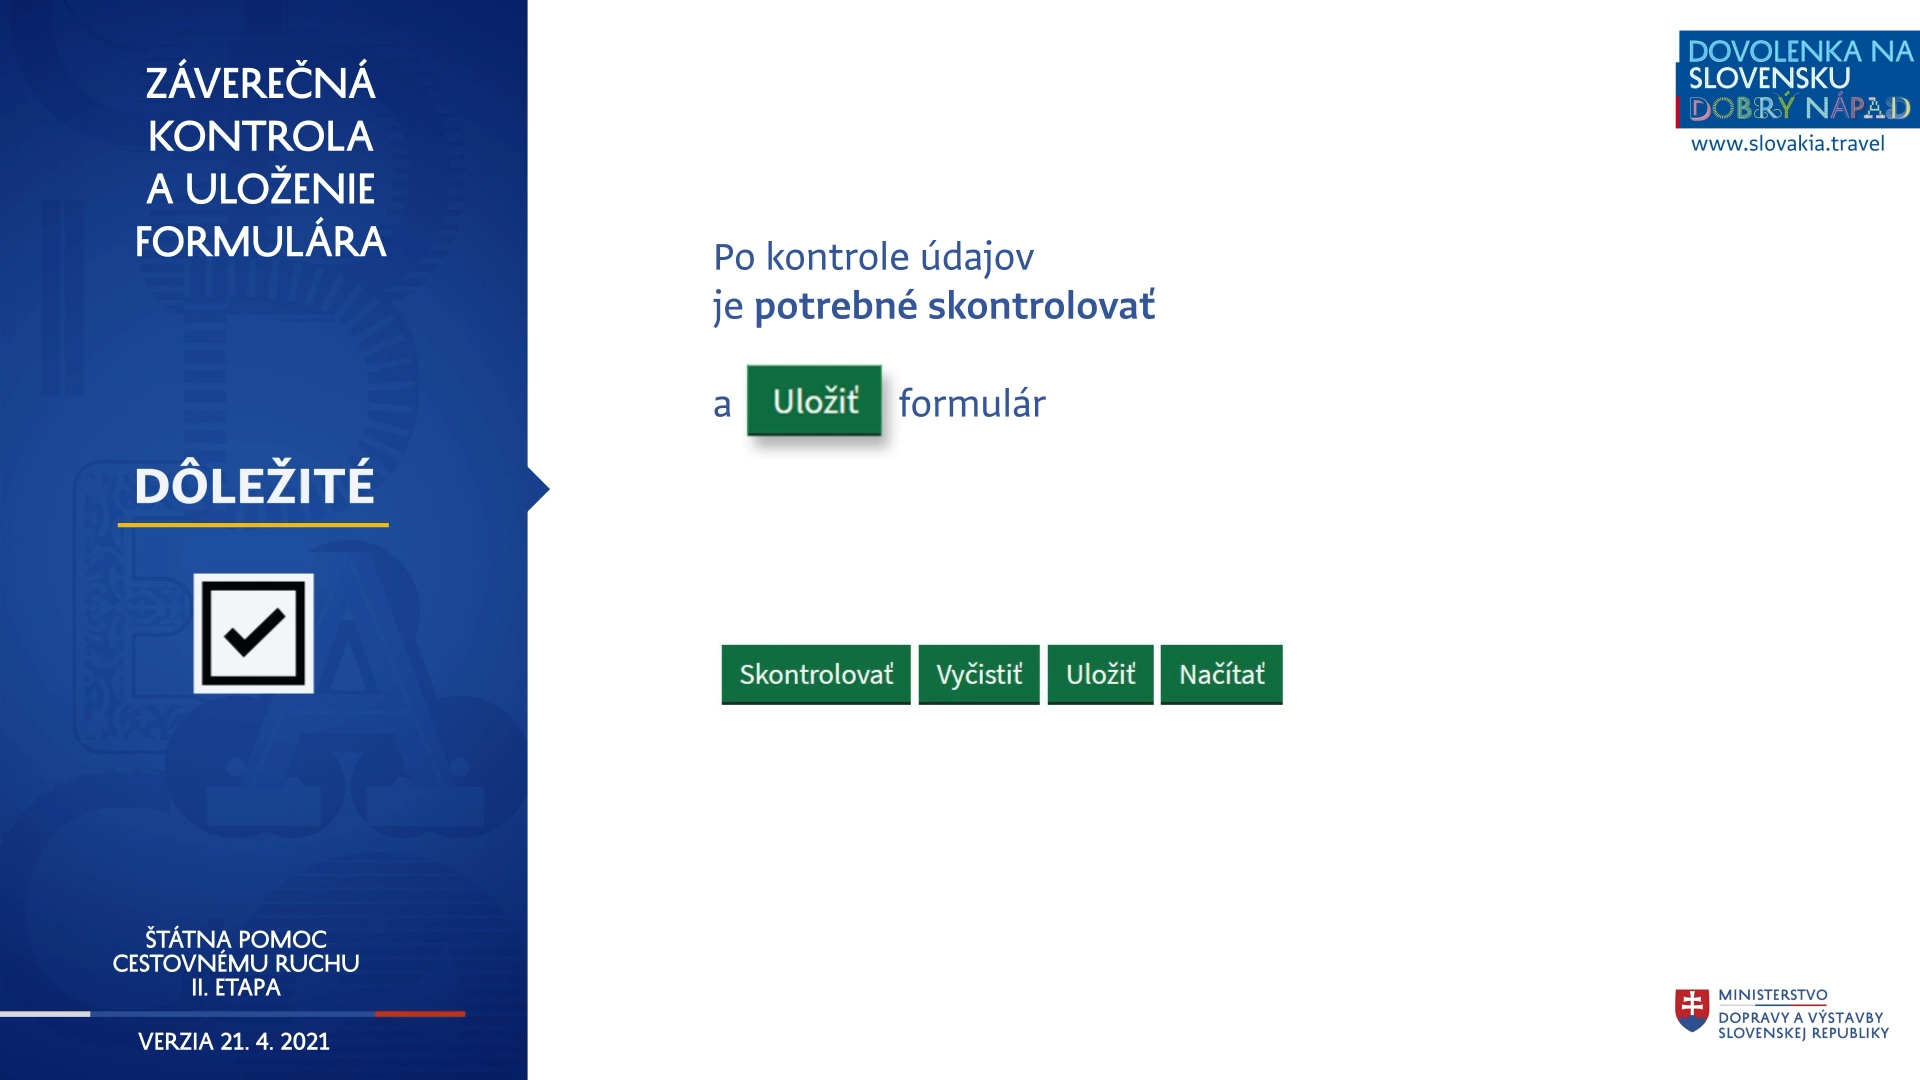 ZÁVEREČNÁ
KONTROLA
A ULOŽENIE
FORMULÁRA
DÔLEŽITÉ
ŠTÁTNA POMOC
CESTOVNÉMU RUCHU
II. ETAPA
VERZIA 21. 4. 2021
Po kontrole údajov
je potrebné skontrolovať
a Uložiť formulár
Skontrolovať Vyčistiť Uložiť Načítať
DOVOLENKA NA
SLOVENSKU
DOBRÝ NÁPAD
www.slovakia.travel
MINISTERSTVO
DOPRAVY A VÝSTAVBY
SLOVENSKEJ REPUBLIKY